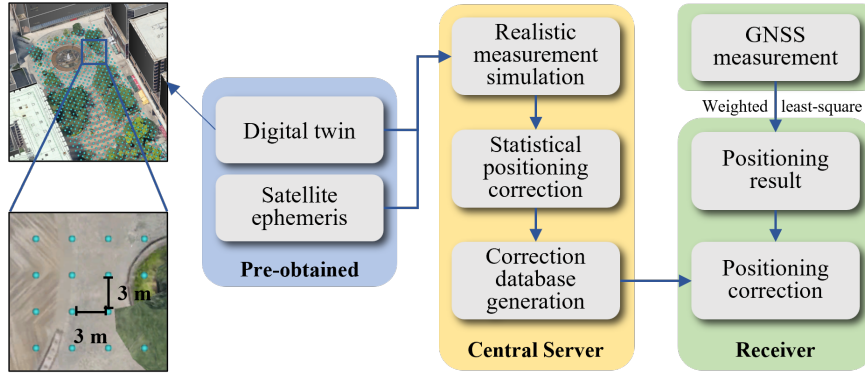 Digital twin
Satellite
ephemeris
Pre-obtained
3 m
3 m
Realistic
measurement
simulation
Statistical
positioning
correction
Correction
database
generation
Central Server
GNSS
measurement
Weighted least-square
Positioning
result
Positioning
correction
Receiver